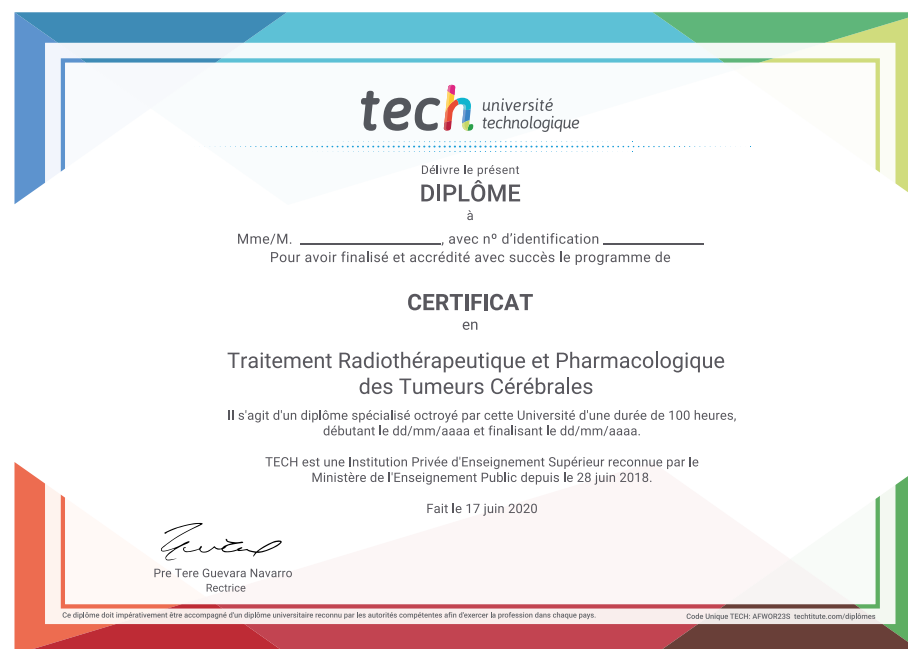 tech université
technologique
Délivre le présent
DIPLÔME
à
Mme/M. ____________________, avec nº d'identification ______________
Pour avoir finalisé et accrédité avec succès le programme de
CERTIFICAT
en
Traitement Radiothérapeutique et Pharmacologique
des Tumeurs Cérébrales
Il s'agit d'un diplôme spécialisé octroyé par cette Université d'une durée de 100 heures,
débutant le dd/mm/aaaa et finalisant le dd/mm/aaaa.
TECH est une Institution Privée d'Enseignement Supérieur reconnue par le
Ministère de l'Enseignement Public depuis le 28 juin 2018.
Fait le 17 juin 2020
Pre Tere Guevara Navarro
Rectrice
Ce diplôme doit impérativement être accompagné d'un diplôme universitaire reconnu par les autorités compétentes afin d'exercer la profession dans chaque pays.
Code Unique TECH: AFWOR23S techtitute.com/diplômes